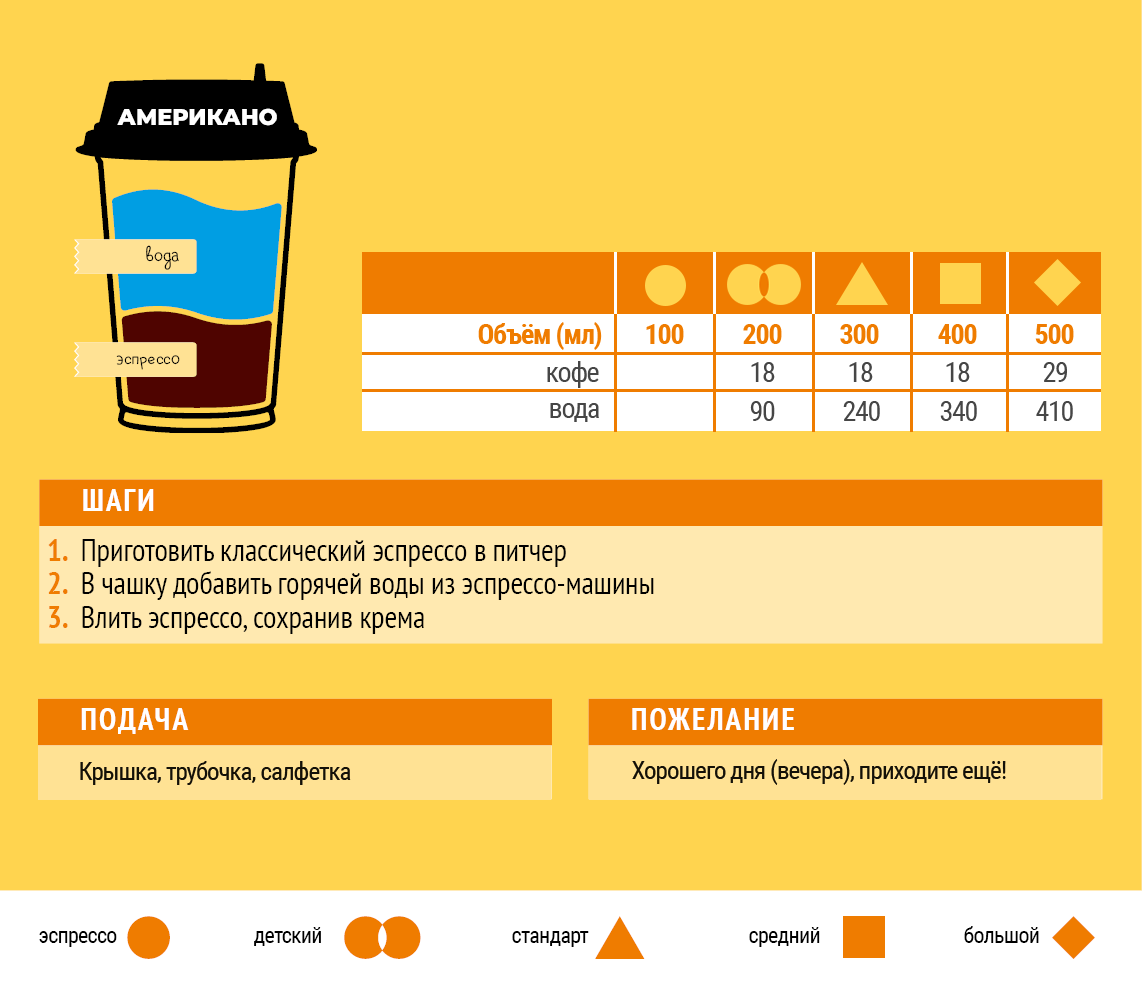 АМЕРИКАНО
вода
эспрессо
Объём (мл) 100 200 300 400 500
кофе 18 18 18 29
вода 90 240 340 410
ШАГИ
1. Приготовить классический эспрессо в питчер
2. В чашку добавить горячей воды из эспрессо-машины
3. Влить эспрессо, сохранив крема
ПОДАЧА
Крышка, трубочка, салфетка
ПОЖЕЛАНИЕ
Хорошего дня (вечера), приходите ещё!
эспрессо детский стандарт средний большой